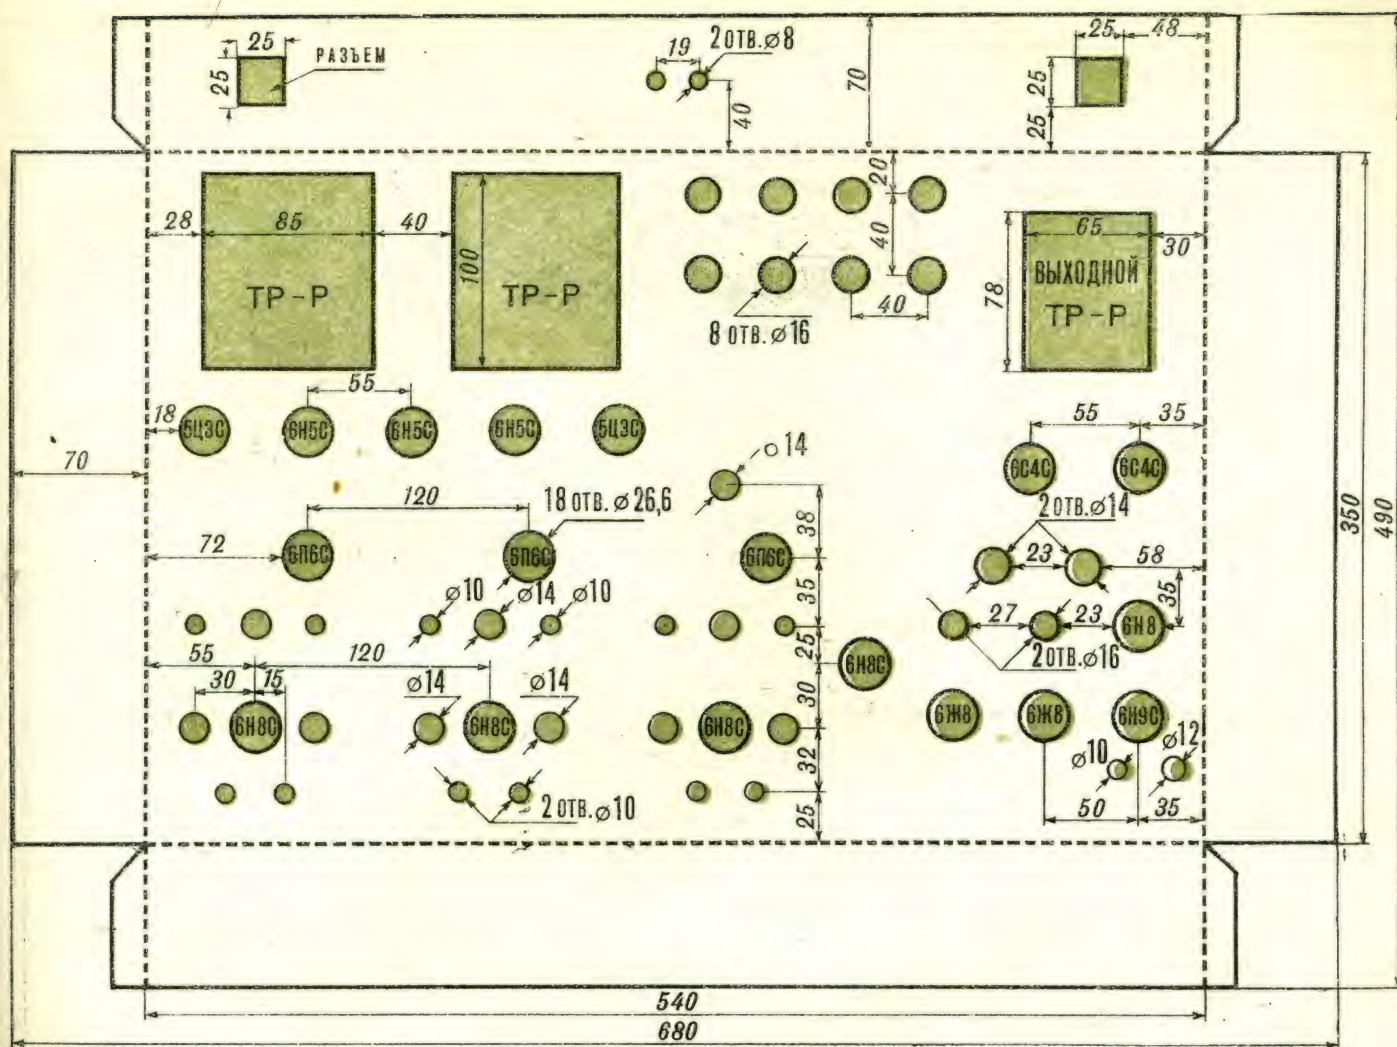 25 19 2 ОТВ.⌀8 25 48
РАЗЪЕМ
25 40 70 25
25
28 85 40 20
100 40 65 30
ТР-Р ТР-Р 78 ВЫХОДНОЙ
40 ТР-Р
8 ОТВ.⌀16
55
18 5Ц3С 6Н5С 6Н5С 6Н5С 5Ц3С 55 35
70 ○14 6С4С 6С4С
120 18 ОТВ.⌀26,6 38 2 ОТВ.⌀14 350 490
72 6П6С 6П6С 6П6С 23 58
⌀10 ⌀14 ⌀10 35 35
27 23 6Н8
55 120 25 6Н8С 2 ОТВ.⌀16
30 15 ⌀14 ⌀14 30
6Н8С 6Н8С 6Н8С 6Ж8 6Ж8 6Н9С
32 ⌀10 ⌀12
2 ОТВ.⌀10 25 50 35
540
680